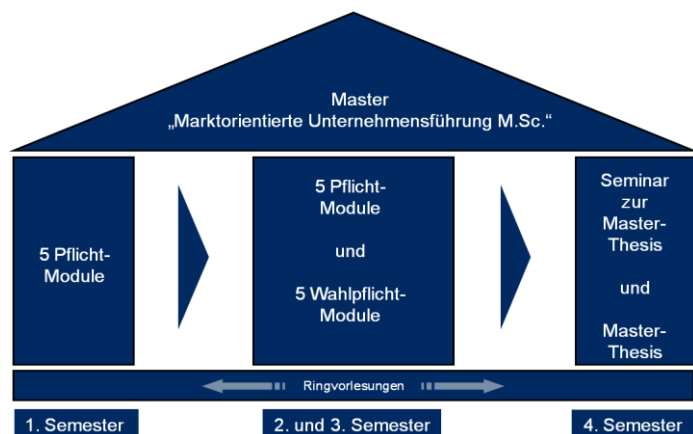 Master
„Marktorientierte Unternehmensführung M.Sc.“
5 Pflicht-
Module
5 Pflicht-
Module
und
5 Wahlpflicht-
Module
Seminar
zur
Master-
Thesis
und
Master-
Thesis
Ringvorlesungen
1. Semester
2. und 3. Semester
4. Semester